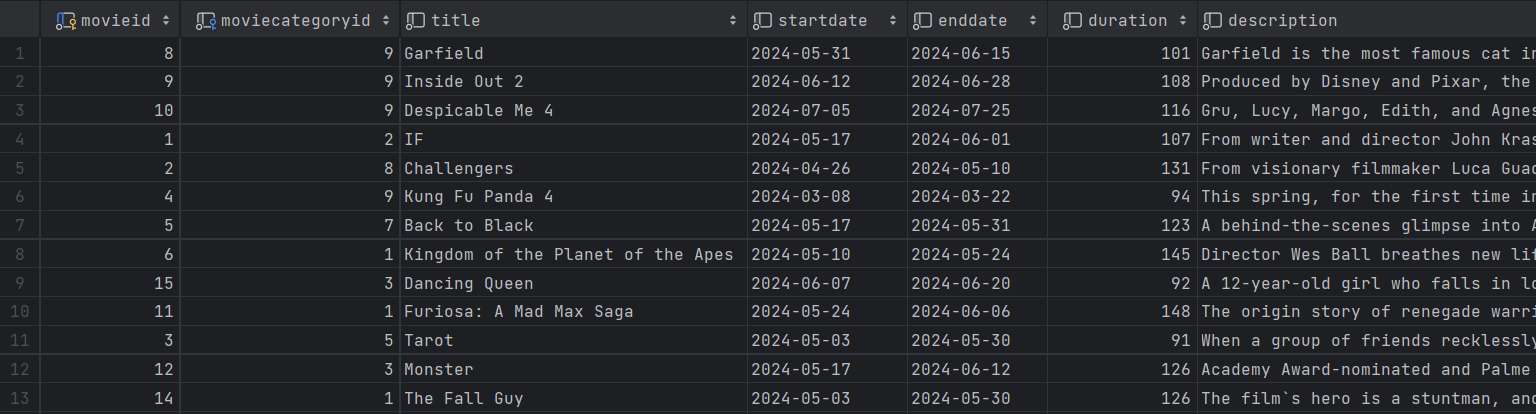 movieid moviecategoryid title startdate enddate duration description
1 8 9 Garfield 2024-05-31 2024-06-15 101 Garfield is the most famous cat in
2 9 9 Inside Out 2 2024-06-12 2024-06-28 108 Produced by Disney and Pixar, the
3 10 9 Despicable Me 4 2024-07-05 2024-07-25 116 Gru, Lucy, Margo, Edith, and Agnes
4 1 2 IF 2024-05-17 2024-06-01 107 From writer and director John Kras
5 2 8 Challengers 2024-04-26 2024-05-10 131 From visionary filmmaker Luca Guad
6 4 9 Kung Fu Panda 4 2024-03-08 2024-03-22 94 This spring, for the first time in
7 5 7 Back to Black 2024-05-17 2024-05-31 123 A behind-the-scenes glimpse into A
8 6 1 Kingdom of the Planet of the Apes 2024-05-10 2024-05-24 145 Director Wes Ball breathes new lif
9 15 3 Dancing Queen 2024-06-07 2024-06-20 92 A 12-year-old girl who falls in lo
10 11 1 Furiosa: A Mad Max Saga 2024-05-24 2024-06-06 148 The origin story of renegade warri
11 3 5 Tarot 2024-05-03 2024-05-30 91 When a group of friends recklessly
12 12 3 Monster 2024-05-17 2024-06-12 126 Academy Award-nominated and Palme
13 14 1 The Fall Guy 2024-05-03 2024-05-30 126 The film`s hero is a stuntman, and